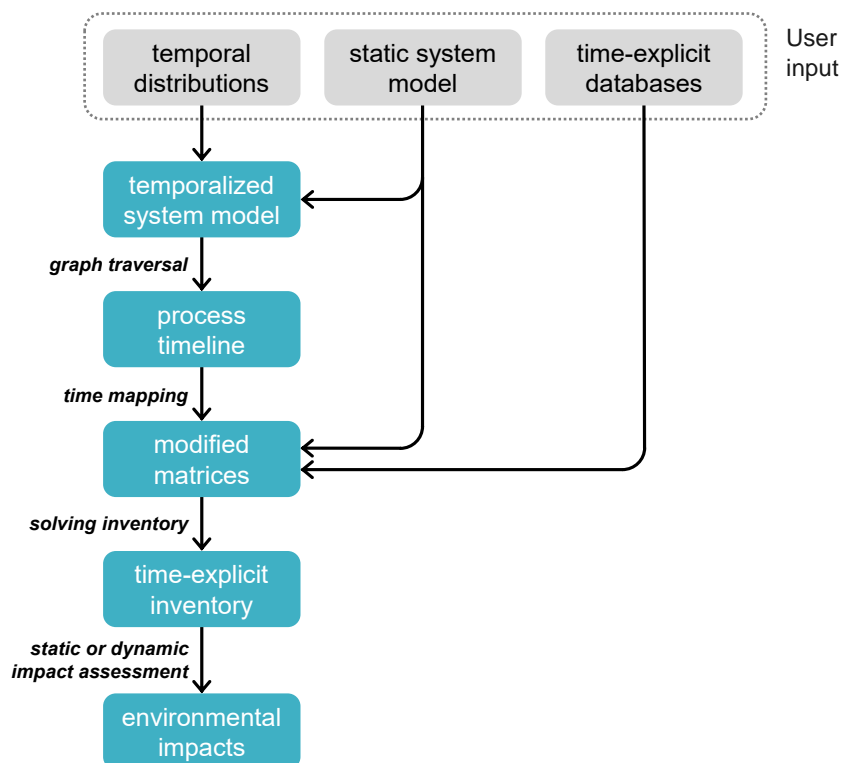 temporal
distributions
static system
model
time-explicit
databases
User
input
temporalized
system model
graph traversal
process
timeline
time mapping
modified
matrices
solving inventory
time-explicit
inventory
static or dynamic
impact assessment
environmental
impacts